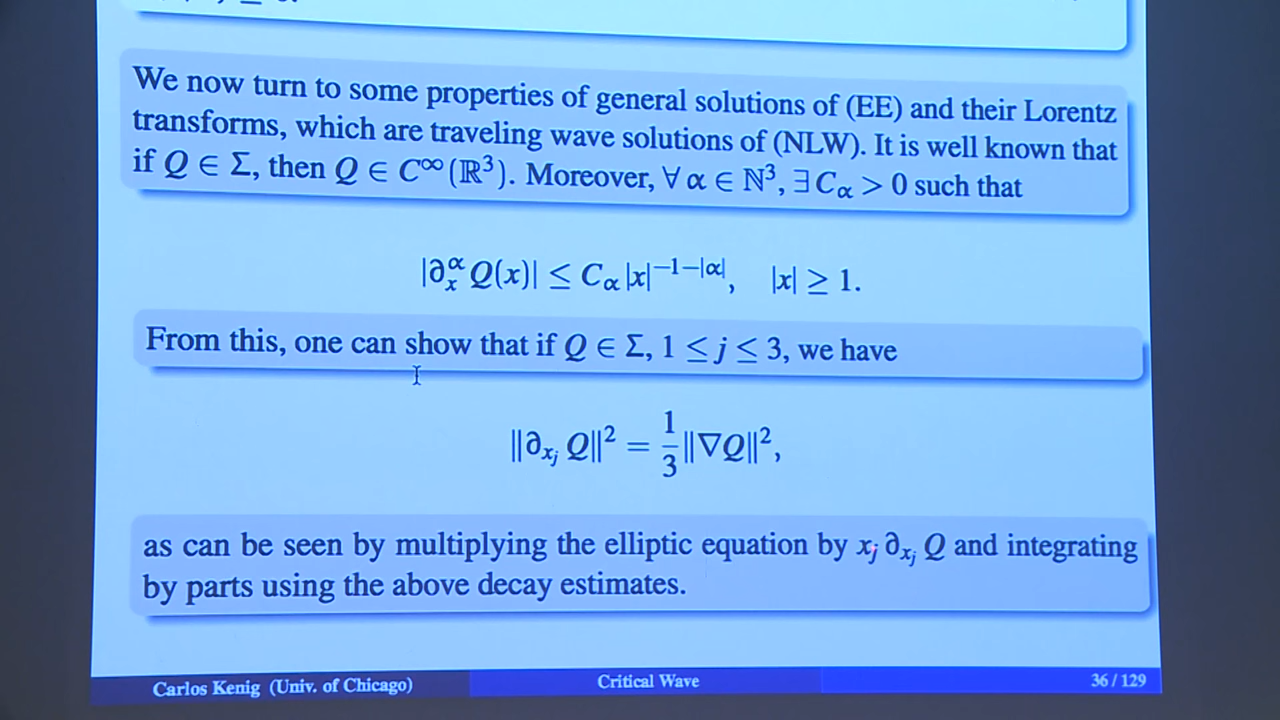 We now turn to some properties of general solutions of (EE) and their Lorentz
transforms, which are traveling wave solutions of (NLW). It is well known that
if Q ∈ Σ, then Q ∈ C^∞(ℝ³). Moreover, ∀ α ∈ ℕ³, ∃ C_α > 0 such that
|∂_x^α Q(x)| ≤ C_α |x|^{−1−|α|}, |x| ≥ 1.
From this, one can show that if Q ∈ Σ, 1 ≤ j ≤ 3, we have
‖∂_{x_j} Q‖² = \frac{1}{3}‖∇Q‖²,
as can be seen by multiplying the elliptic equation by x_j ∂_{x_j} Q and integrating
by parts using the above decay estimates.
Carlos Kenig (Univ. of Chicago) Critical Wave 36 / 129